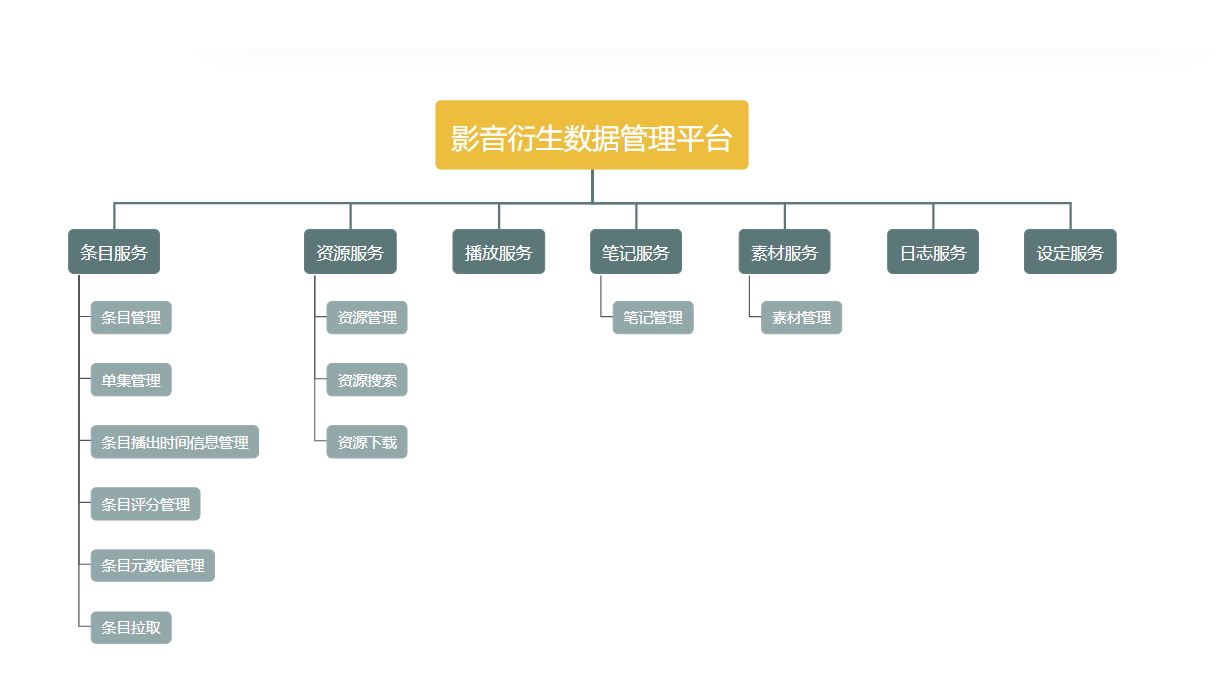 影音衍生数据管理平台
条目服务
资源服务
播放服务
笔记服务
素材服务
日志服务
设定服务
条目管理
资源管理
笔记管理
素材管理
单集管理
资源搜索
条目播出时间信息管理
资源下载
条目评分管理
条目元数据管理
条目拉取